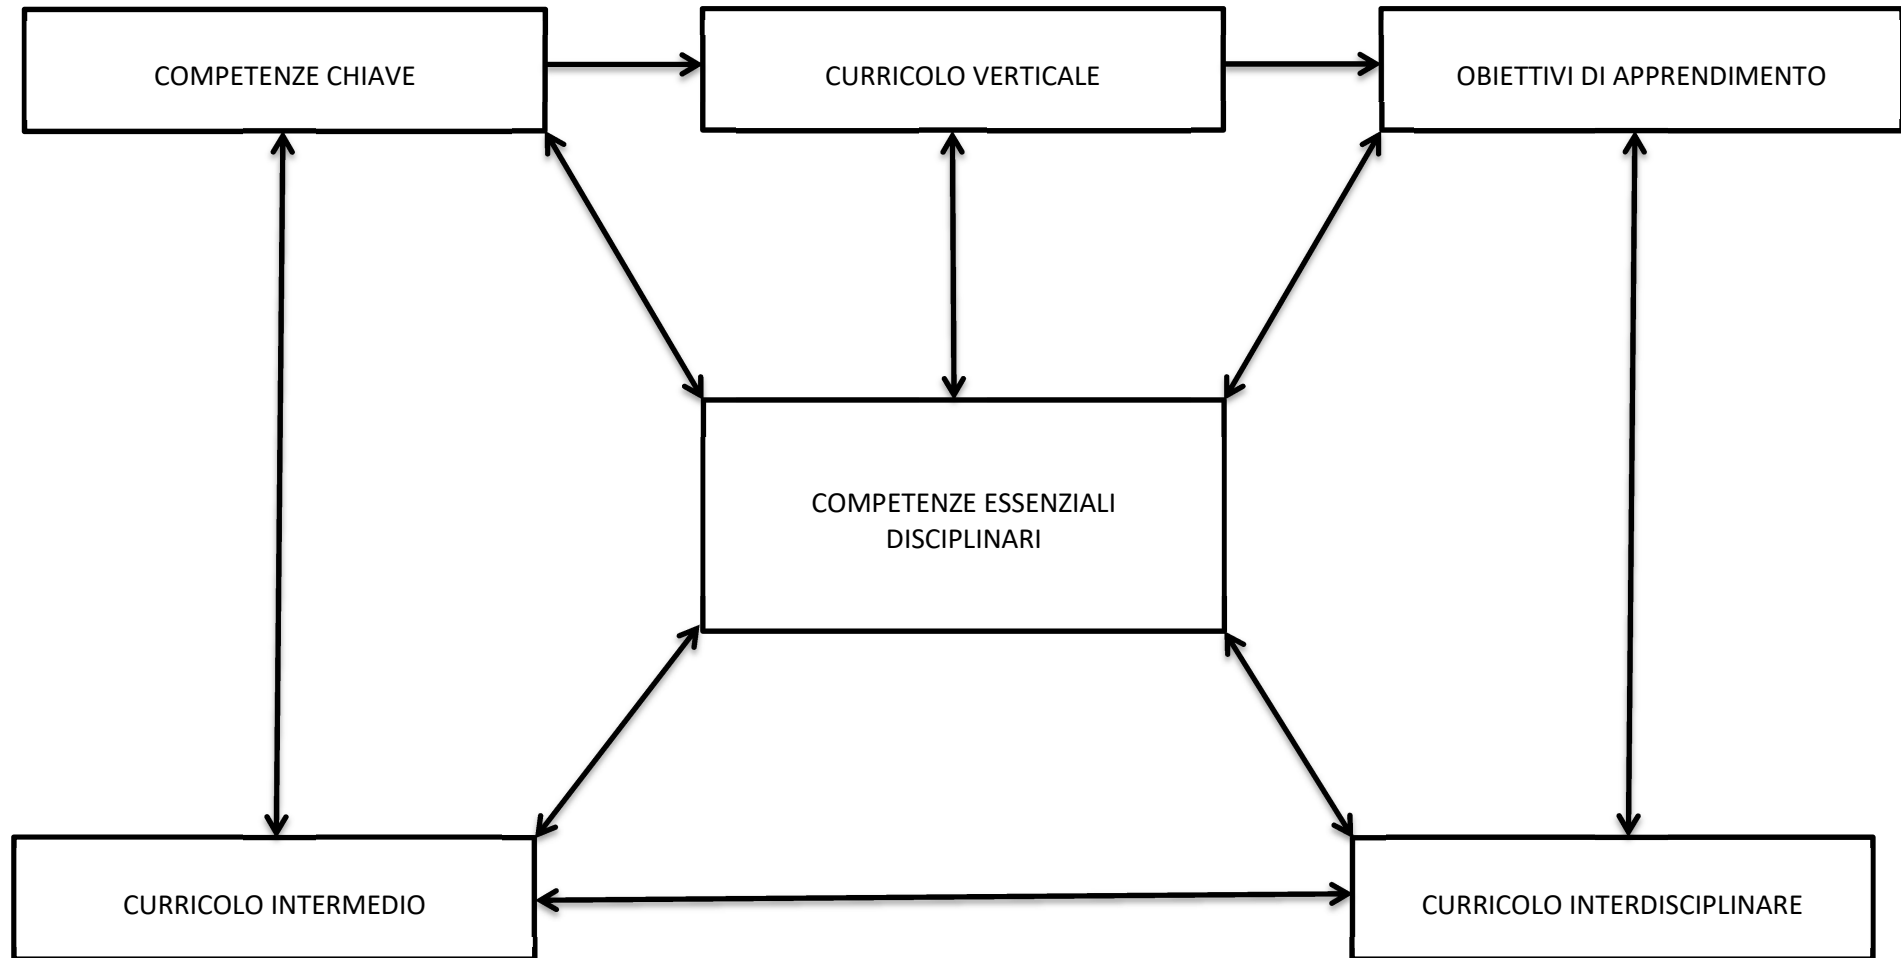 COMPETENZE CHIAVE
CURRICOLO VERTICALE
OBIETTIVI DI APPRENDIMENTO
COMPETENZE ESSENZIALI
DISCIPLINARI
CURRICOLO INTERMEDIO
CURRICOLO INTERDISCIPLINARE